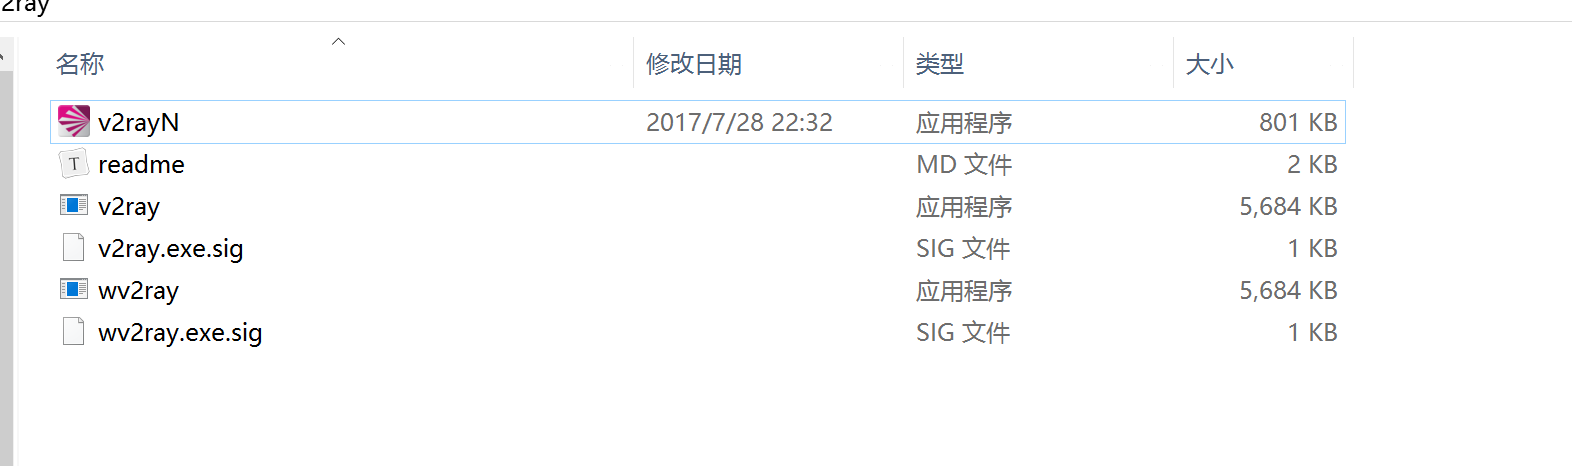 2ray
名称 修改日期 类型 大小
v2rayN 2017/7/28 22:32 应用程序 801 KB
readme MD 文件 2 KB
v2ray 应用程序 5,684 KB
v2ray.exe.sig SIG 文件 1 KB
wv2ray 应用程序 5,684 KB
wv2ray.exe.sig SIG 文件 1 KB